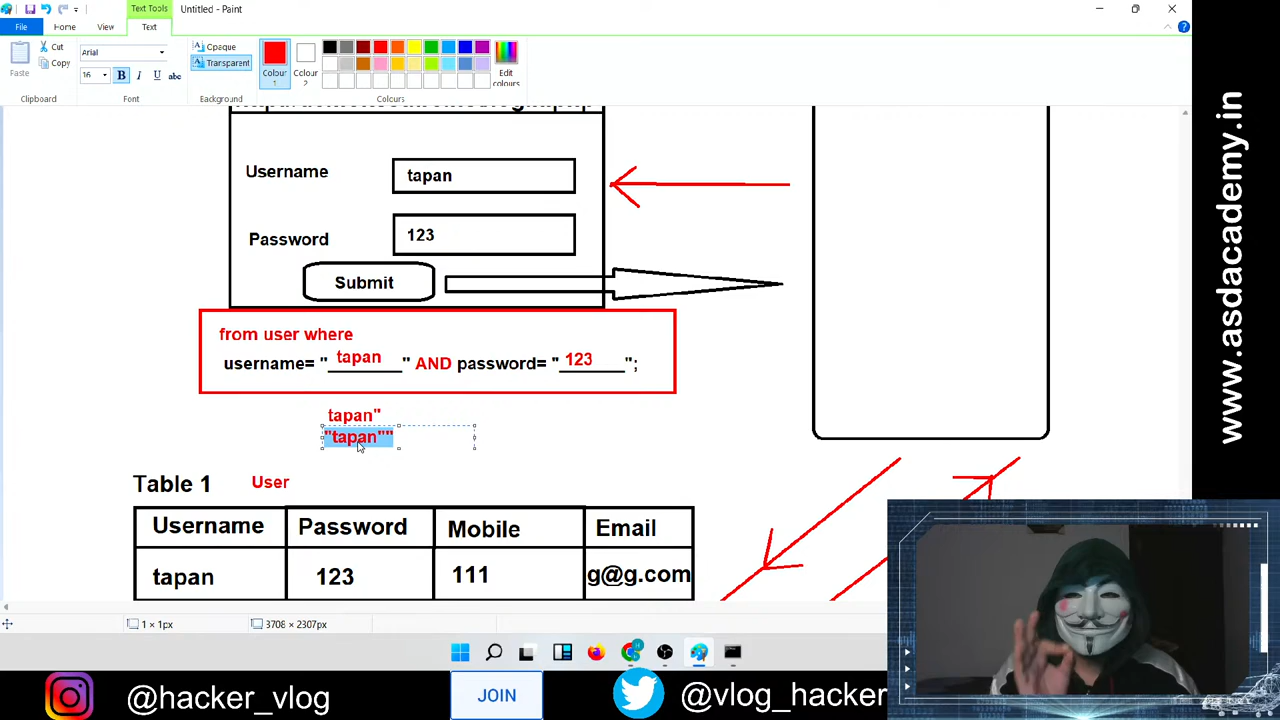 Text Tools
Untitled - Paint
File
Home
View
Text
Paste
Cut
Copy
Clipboard
Arial
16
B
I
U
abc
Font
Opaque
Transparent
Background
Colour
1
Colour
2
Edit
colours
Colours
Username
tapan
Password
123
Submit
from user where
username= "_______" AND password= "______";
tapan
123
tapan"
"tapan""
Table 1
User
Username
Password
Mobile
Email
tapan
123
111
g@g.com
1 × 1px
3708 × 2307px
@hacker_vlog
JOIN
@vlog_hacker
www.asdacademy.in